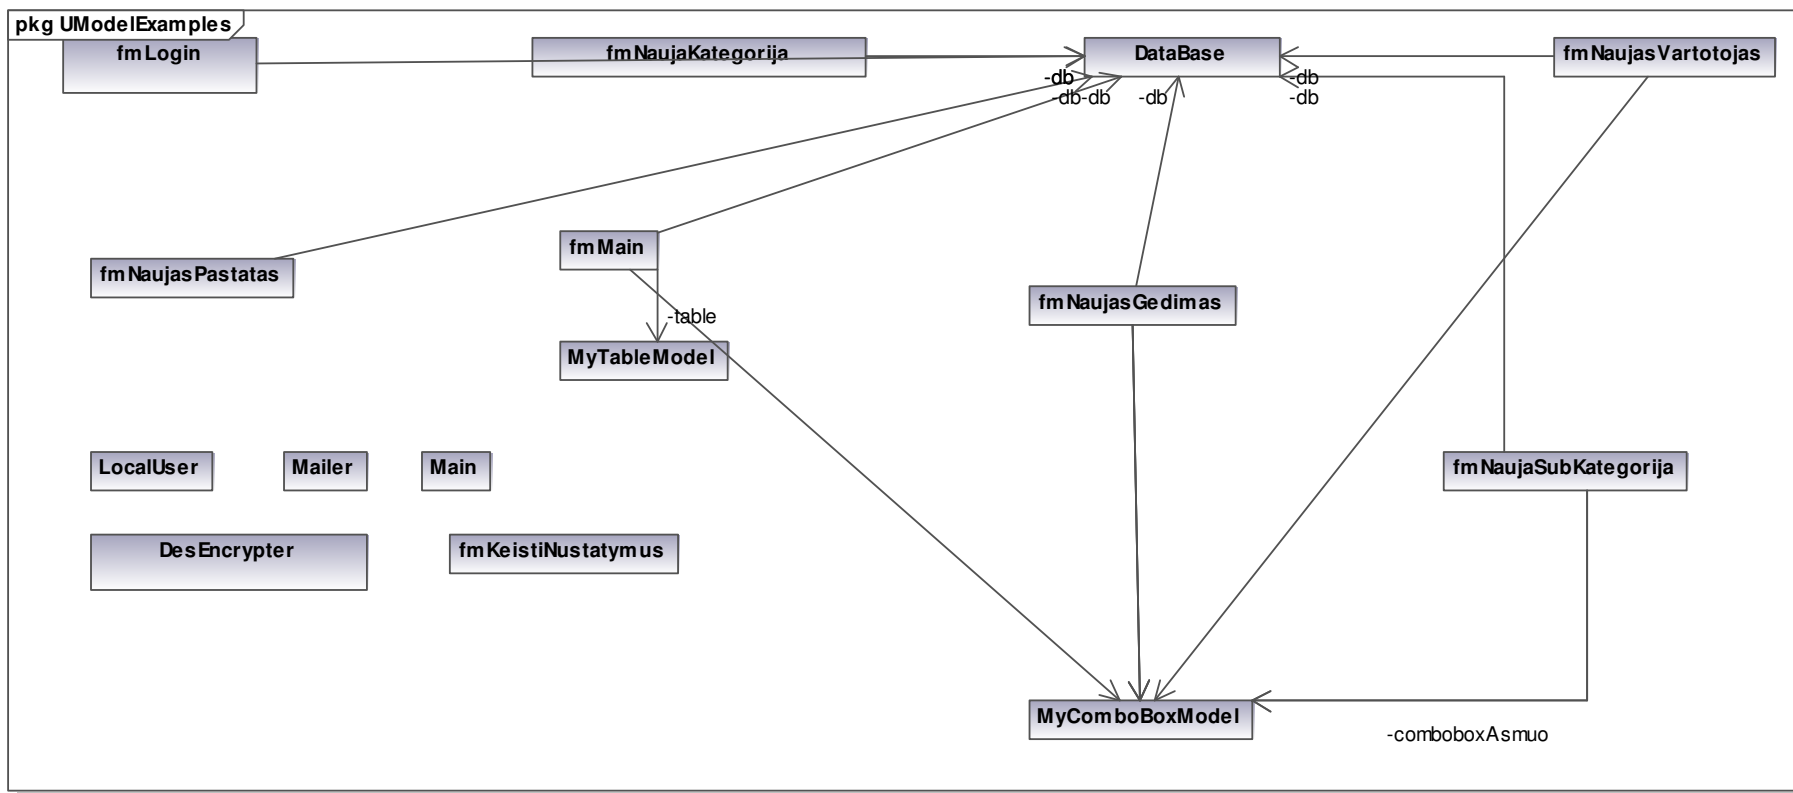 pkg UModelExamples
fmLogin
fmNaujaKategorija
DataBase
fmNaujasVartotojas
-db
-db
-db-db
-db
-db
fmMain
fmNaujasPastatas
fmNaujasGedimas
-table
MyTableModel
LocalUser
Mailer
Main
fmNaujaSubKategorija
DesEncrypter
fmKeistiNustatymus
MyComboBoxModel
-comboboxAsmuo